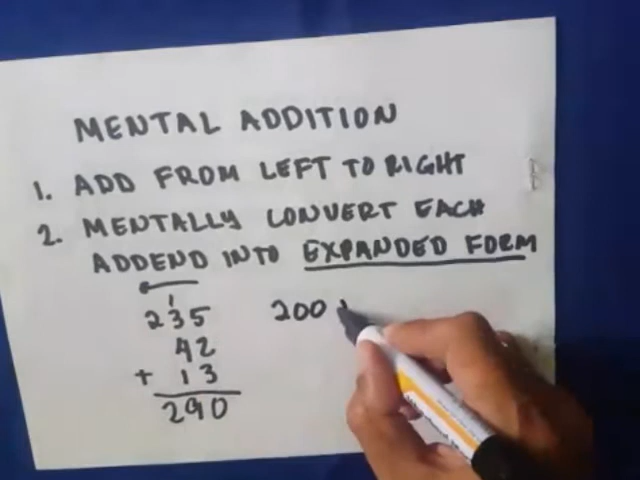 MENTAL ADDITION
1. ADD FROM LEFT TO RIGHT
2. MENTALLY CONVERT EACH
ADDEND INTO EXPANDED FORM
1
235 200
42
+ 13
290